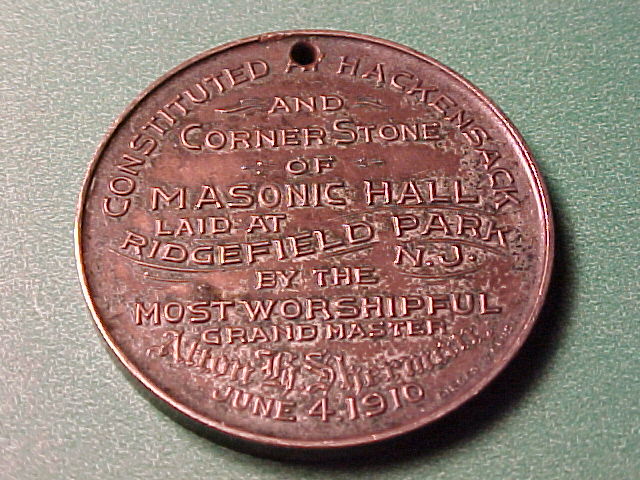 CONSTITUTED AT HACKENSACK
AND
CORNER STONE
OF
MASONIC HALL
LAID AT
RIDGEFIELD PARK
N.J.
BY THE
MOST WORSHIPFUL
GRAND MASTER
H Sherman
JUNE 4 1910